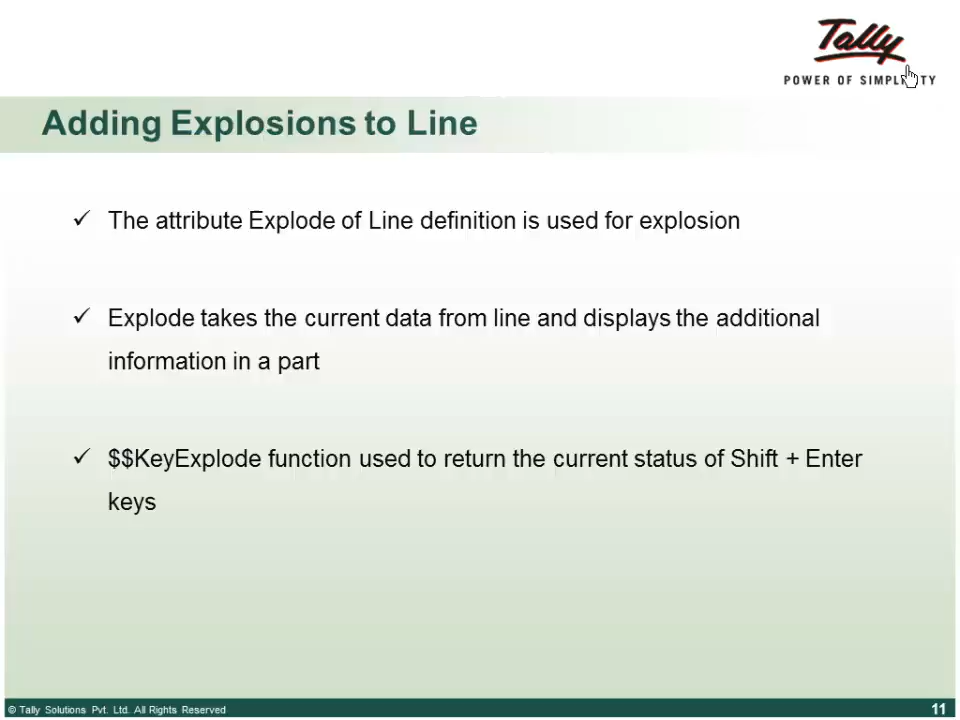 Tally
POWER OF SIMPLICITY
Adding Explosions to Line
✓ The attribute Explode of Line definition is used for explosion
✓ Explode takes the current data from line and displays the additional
information in a part
✓ $$KeyExplode function used to return the current status of Shift + Enter
keys
© Tally Solutions Pvt. Ltd. All Rights Reserved
11